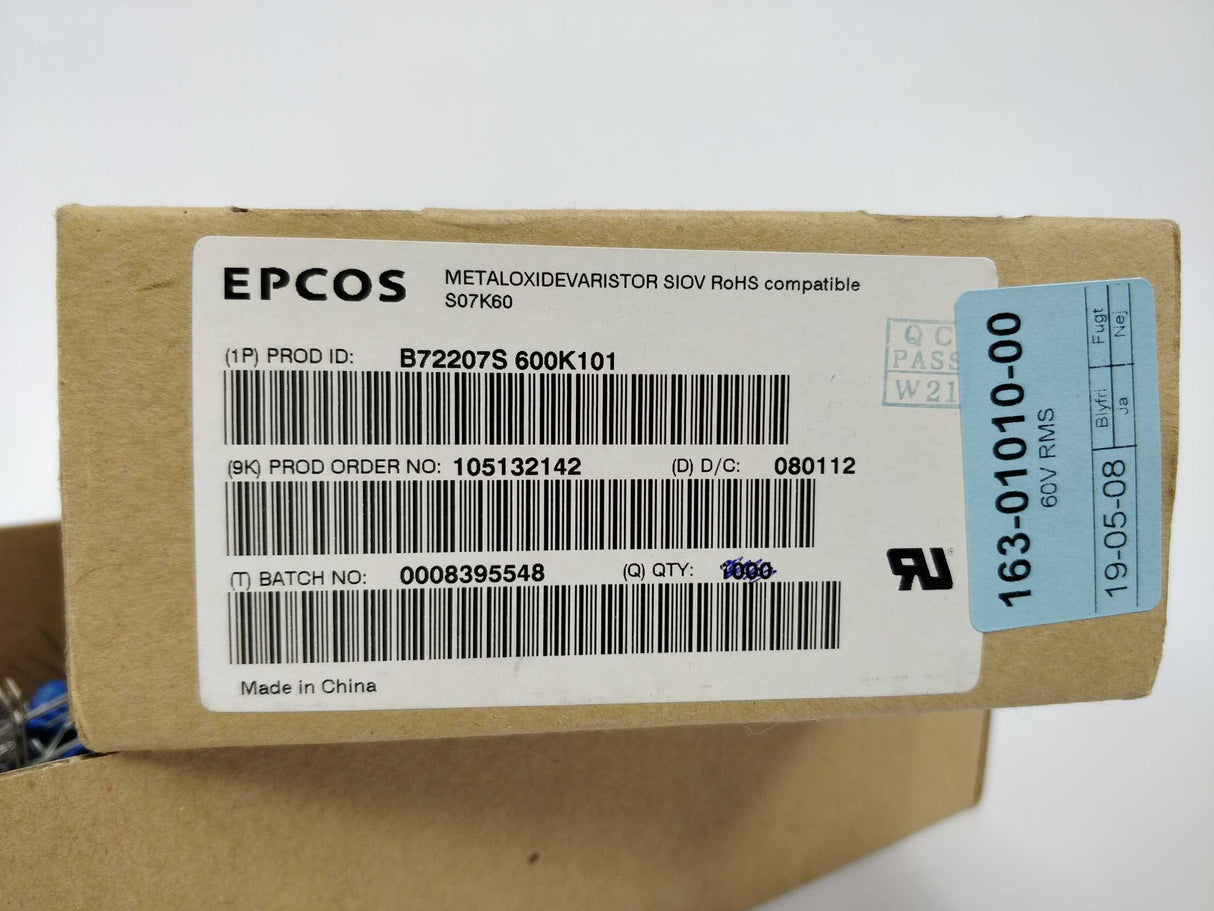 EPCOS
METALOXIDEVARISTOR SIOV RoHS compatible
S07K60
(1P) PROD ID: B72207S 600K101
(9K) PROD ORDER NO: 105132142 (D) D/C: 080112
(T) BATCH NO: 0008395548 (Q) QTY: 1000
Made in China
QC
PASS
W21
163-01010-00
60V RMS
Blyfri Fugt
Ja Nej
19-05-08